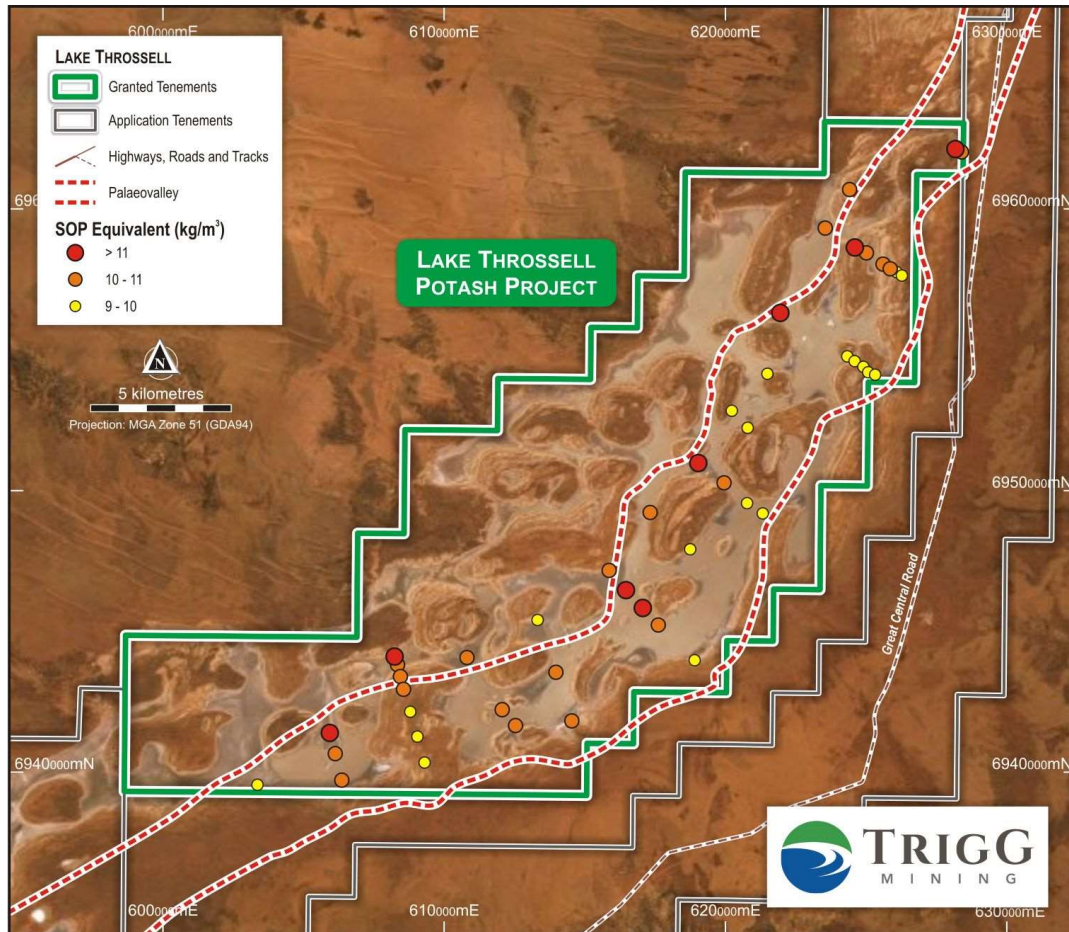 600000mE
610000mE
620000mE
630000mE
LAKE THROSSELL
Granted Tenements
Application Tenements
Highways, Roads and Tracks
Palaeovalley
SOP Equivalent (kg/m³)
> 11
10 - 11
9 - 10
LAKE THROSSELL
POTASH PROJECT
6960000mN
N
5 kilometres
Projection: MGA Zone 51 (GDA94)
6950000mN
Great Central Road
6940000mN
6940000mN
TRIGG
MINING
600000mE
610000mE
620000mE
630000mE